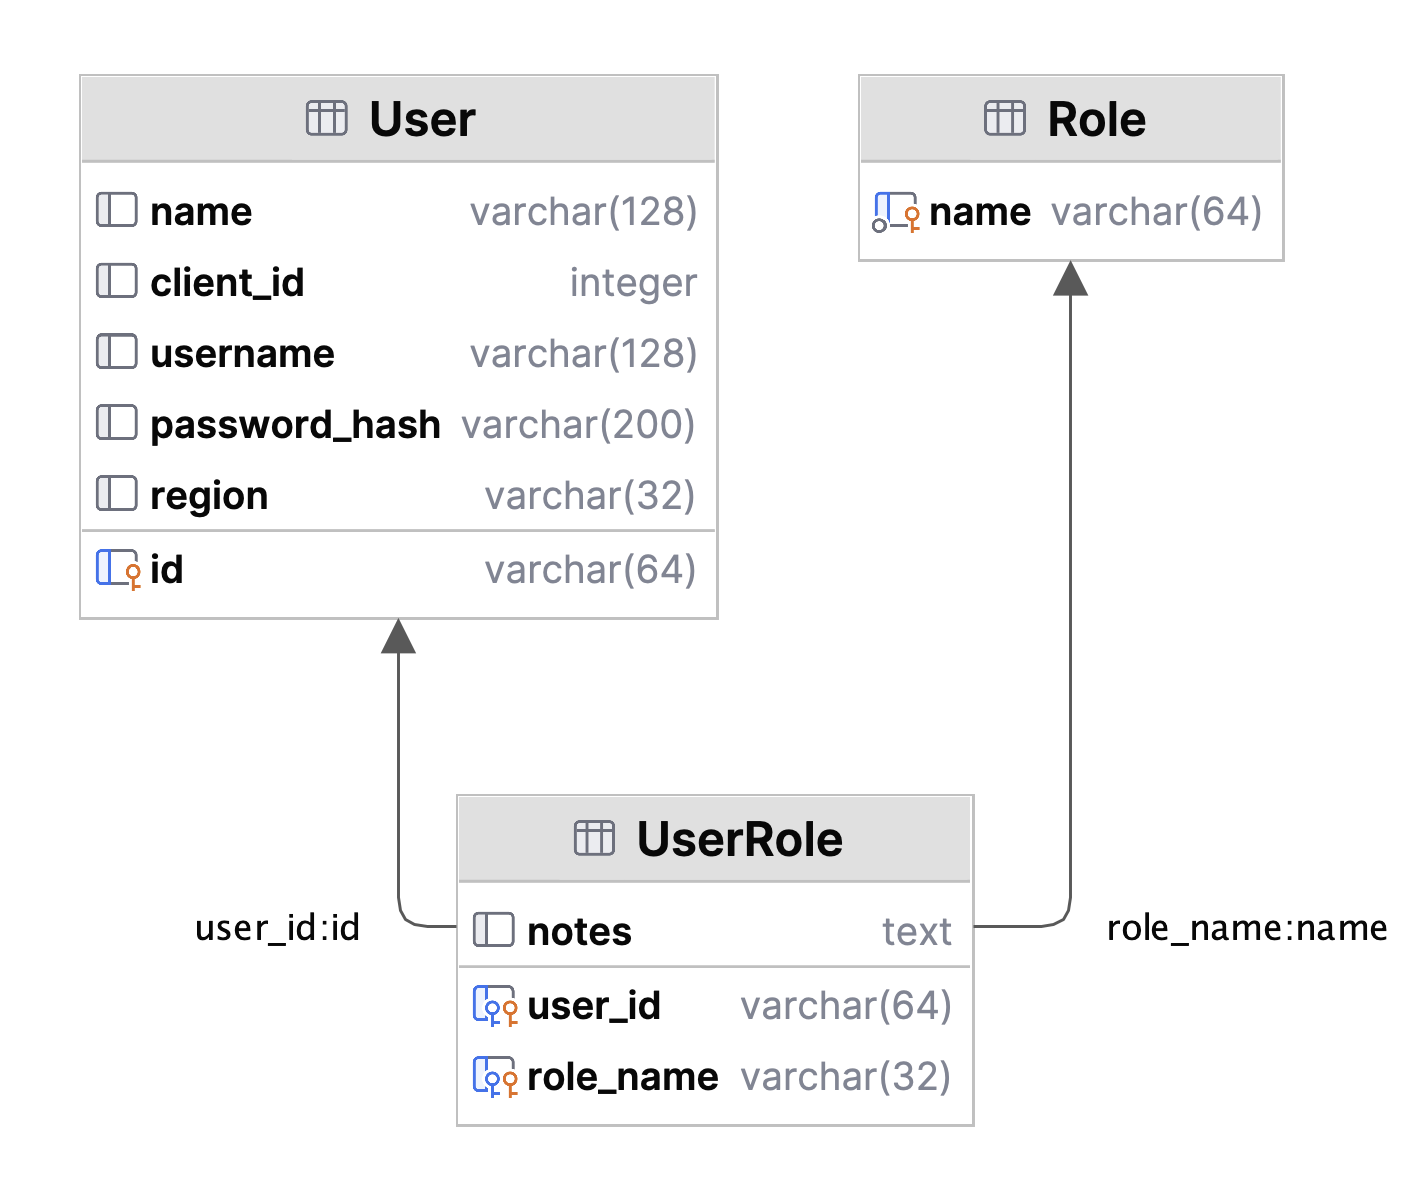 User
name varchar(128)
client_id integer
username varchar(128)
password_hash varchar(200)
region varchar(32)
id varchar(64)
Role
name varchar(64)
user_id:id
role_name:name
UserRole
notes text
user_id varchar(64)
role_name varchar(32)